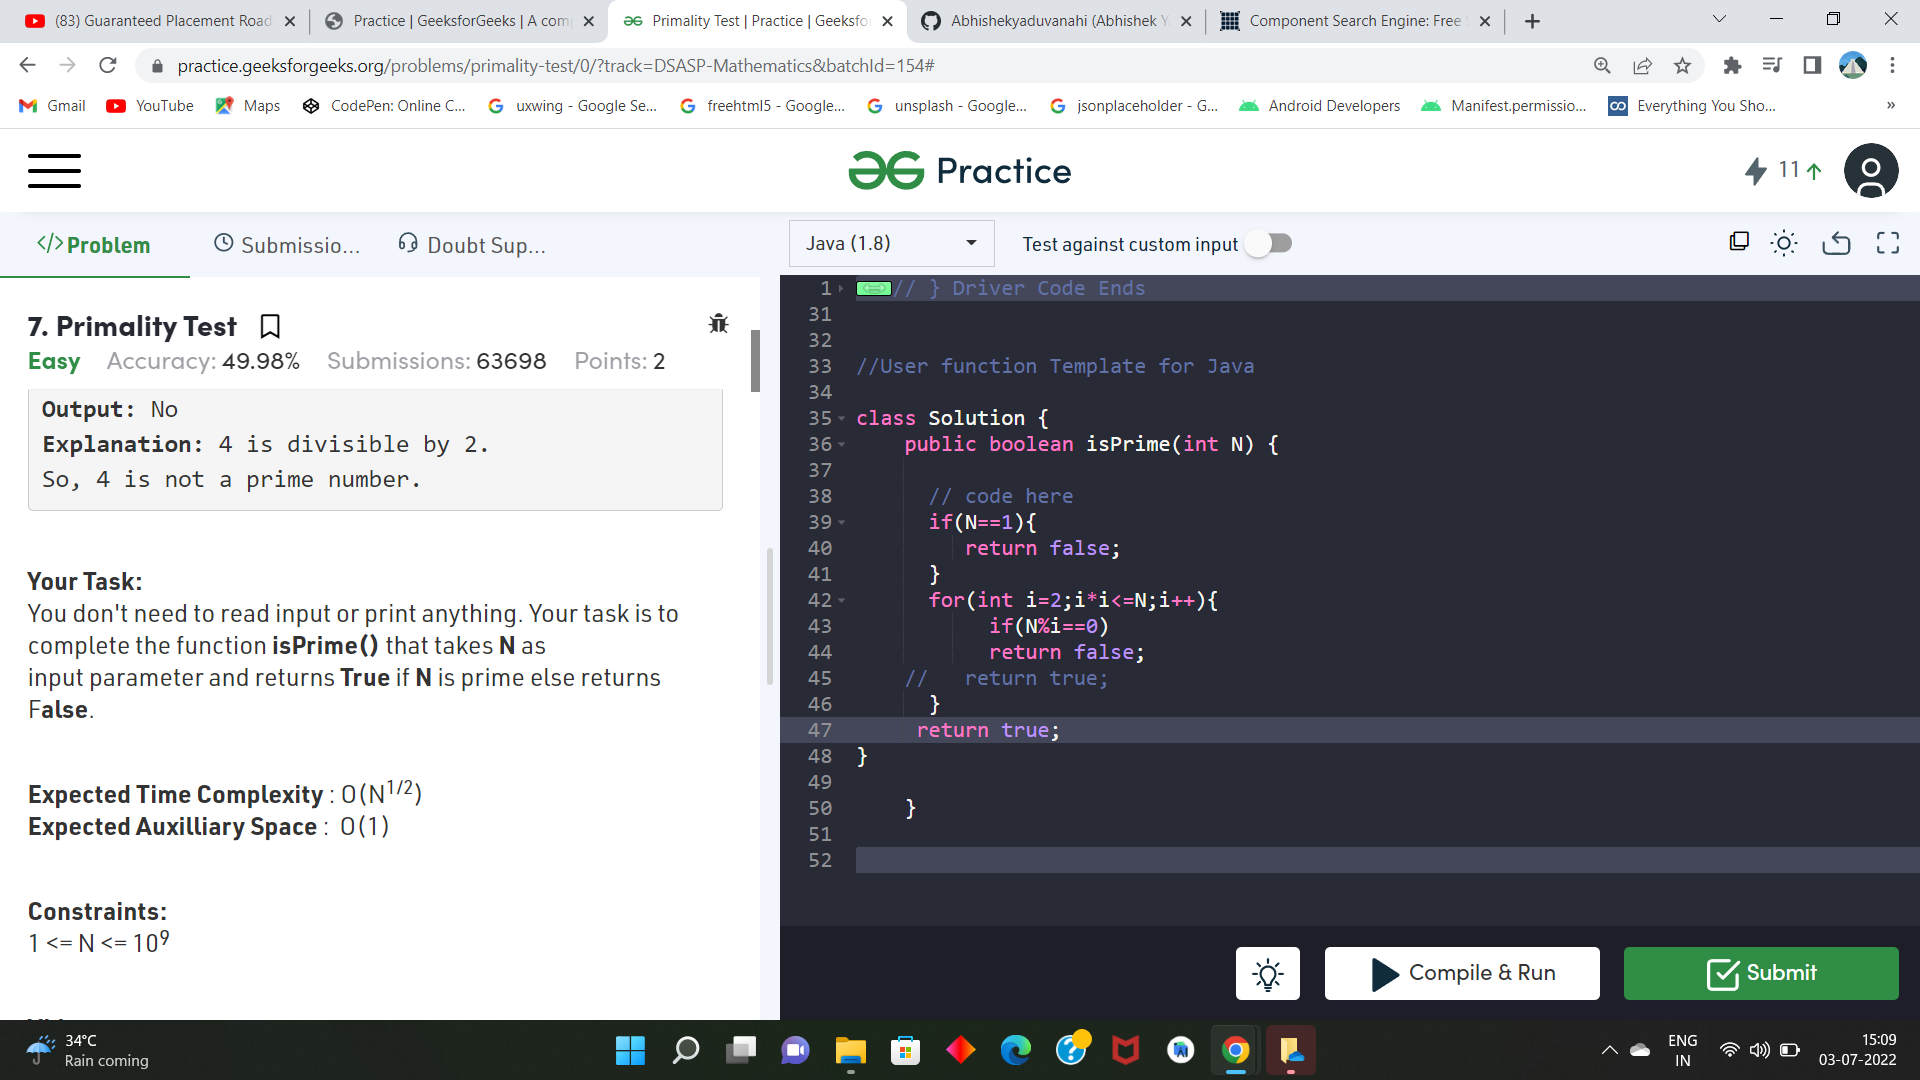 (83) Guaranteed Placement Road
Practice | GeeksforGeeks | A com
Primality Test | Practice | Geeksfo
Abhishekyaduvanahi (Abhishek Y
Component Search Engine: Free
practice.geeksforgeeks.org/problems/primality-test/0/?track=DSASP-Mathematics&batchId=154#
Gmail
YouTube
Maps
CodePen: Online C...
uxwing - Google Se...
freehtml5 - Google...
unsplash - Google...
jsonplaceholder - G...
Android Developers
Manifest.permissio...
Everything You Sho...
»
Practice
11
</>Problem
Submissio...
Doubt Sup...
Java (1.8)
Test against custom input
7. Primality Test
Easy Accuracy: 49.98% Submissions: 63698 Points: 2
Output: No
Explanation: 4 is divisible by 2.
So, 4 is not a prime number.
Your Task:
You don't need to read input or print anything. Your task is to
complete the function isPrime() that takes N as
input parameter and returns True if N is prime else returns
False.
Expected Time Complexity : O(N^1/2)
Expected Auxilliary Space : O(1)
Constraints:
1 <= N <= 10^9
1 // } Driver Code Ends
31
32
33 //User function Template for Java
34
35 class Solution {
36 public boolean isPrime(int N) {
37
38 // code here
39 if(N==1){
40 return false;
41 }
42 for(int i=2;i*i<=N;i++){
43 if(N%i==0)
44 return false;
45 // return true;
46 }
47 return true;
48 }
49
50 }
51
52
Compile & Run
Submit
34°C
Rain coming
ENG
IN
15:09
03-07-2022